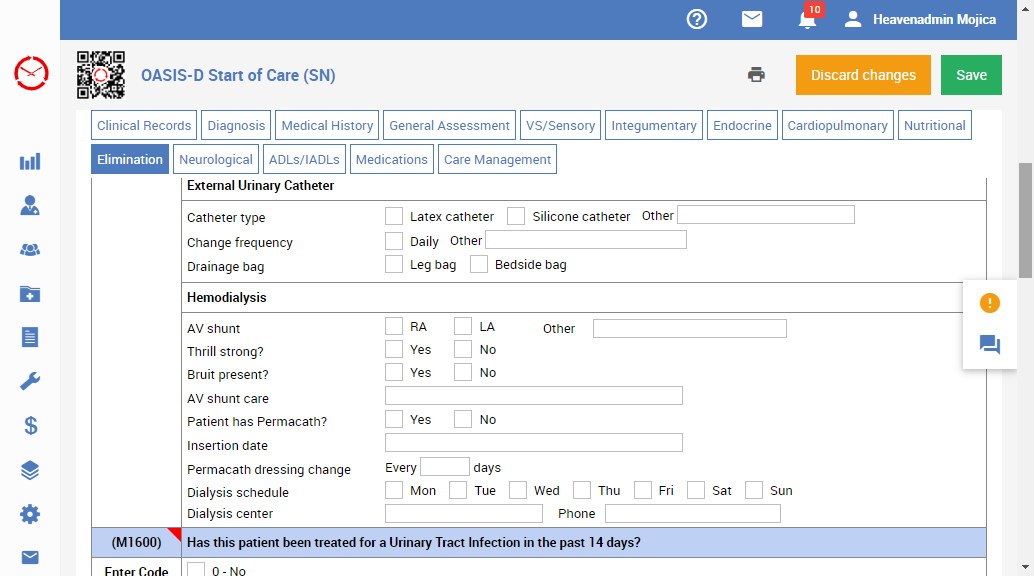 10
Heavenadmin Mojica
OASIS-D Start of Care (SN)
Discard changes
Save
Clinical Records Diagnosis Medical History General Assessment VS/Sensory Integumentary Endocrine Cardiopulmonary Nutritional
Elimination Neurological ADLs/IADLs Medications Care Management
External Urinary Catheter
Catheter type Latex catheter Silicone catheter Other
Change frequency Daily Other
Drainage bag Leg bag Bedside bag
Hemodialysis
AV shunt RA LA Other
Thrill strong? Yes No
Bruit present? Yes No
AV shunt care
Patient has Permacath? Yes No
Insertion date
Permacath dressing change Every days
Dialysis schedule Mon Tue Wed Thu Fri Sat Sun
Dialysis center Phone
(M1600) Has this patient been treated for a Urinary Tract Infection in the past 14 days?
Enter Code 0 - No